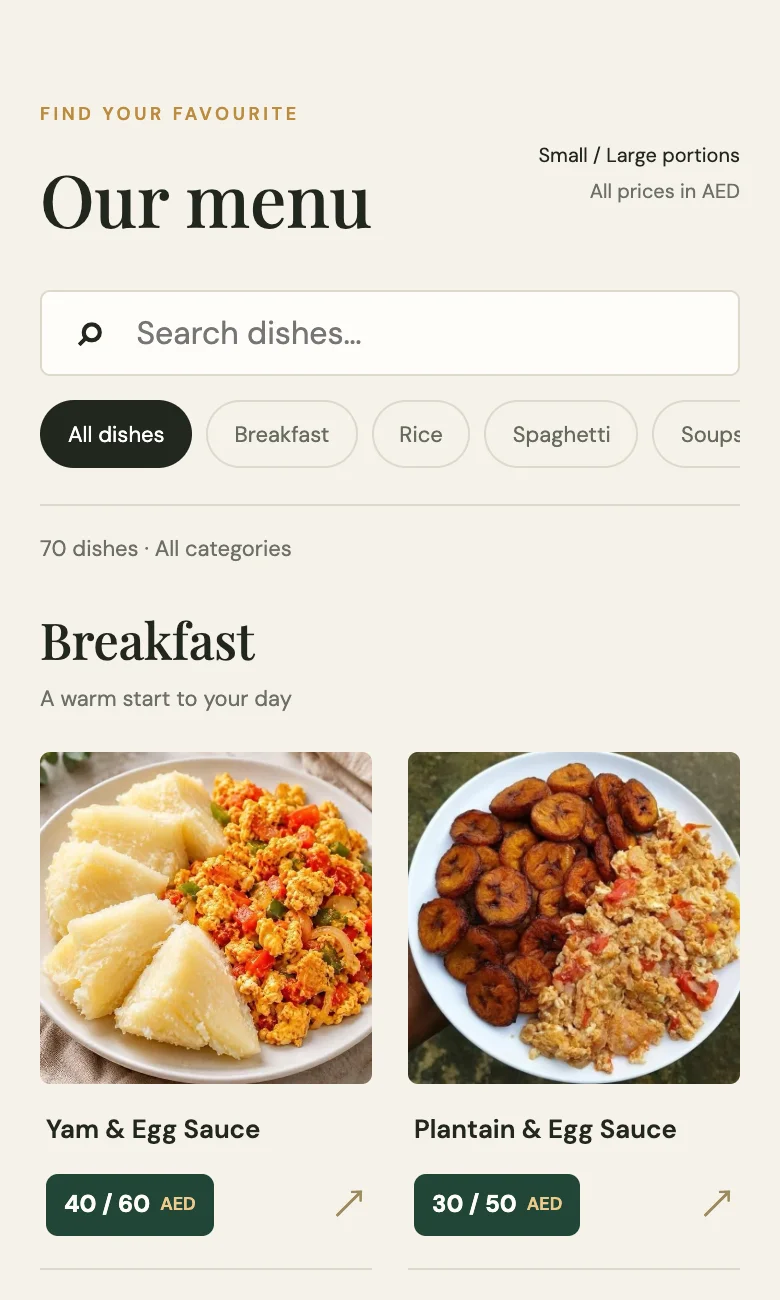 FIND YOUR FAVOURITE
Our menu
Small / Large portions
All prices in AED
Search dishes...
All dishes
Breakfast
Rice
Spaghetti
Soups
70 dishes · All categories
Breakfast
A warm start to your day
Yam & Egg Sauce
40 / 60 AED
Plantain & Egg Sauce
30 / 50 AED